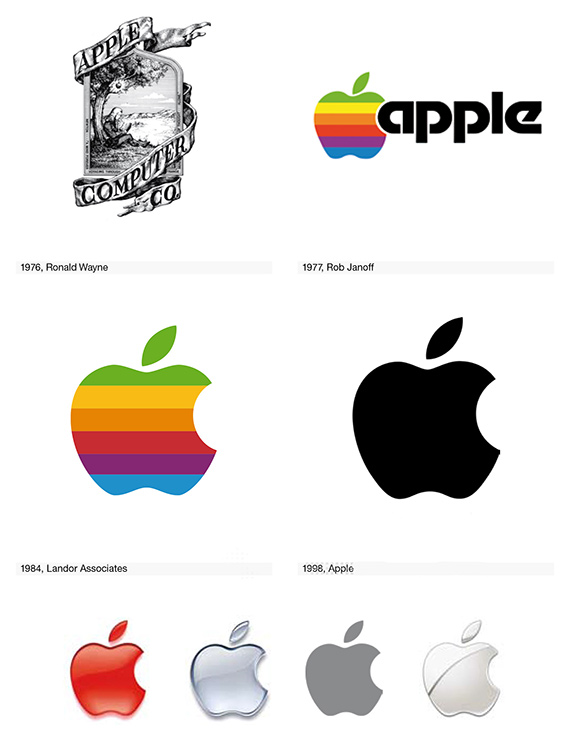 APPLE
COMPUTER
CO.
apple
1976, Ronald Wayne
1977, Rob Janoff
1984, Landor Associates
1998, Apple